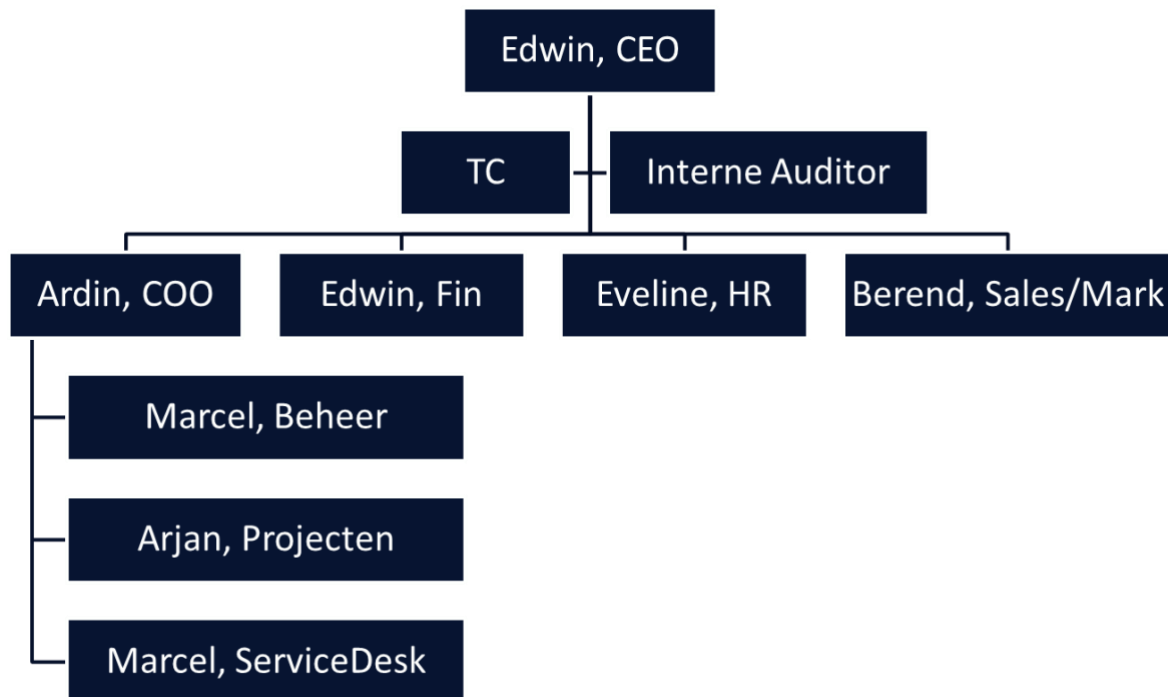 Edwin, CEO
TC
Interne Auditor
Ardin, COO
Edwin, Fin
Eveline, HR
Berend, Sales/Mark
Marcel, Beheer
Arjan, Projecten
Marcel, ServiceDesk